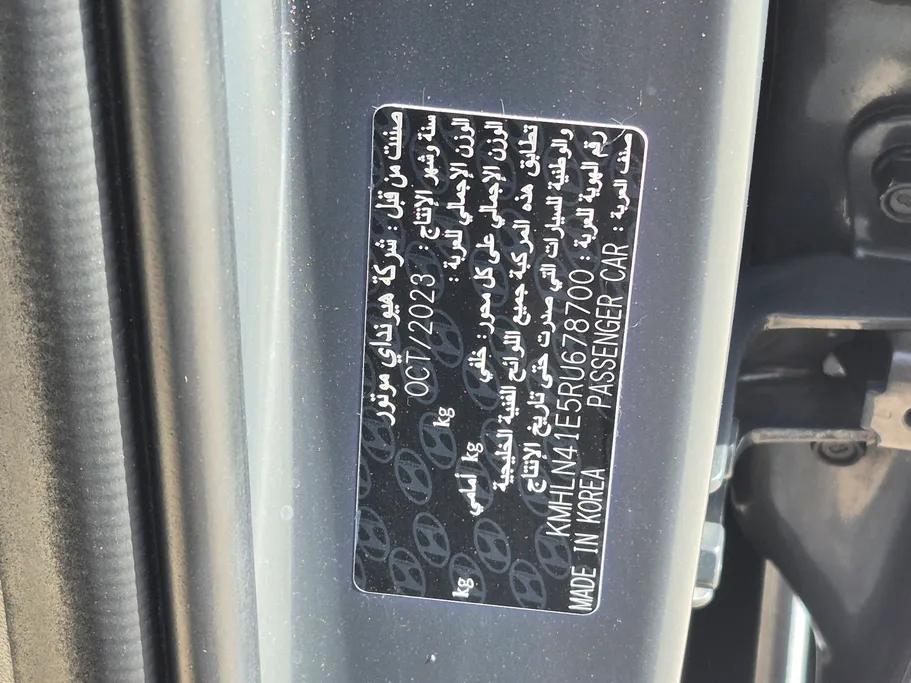 صنعت من قبل : شركة هيونداي موتور
سنة وشهر الإنتاج : OCT/2023
الوزن الإجمالي للعربة : kg
الوزن الإجمالي على كل محور: خلفي kg أمامي kg
تطابق هذه المركبة جميع اللوائح الفنية الخليجية
والوطنية للسيارات التي صدرت حتى تاريخ الانتاج
رقم الهوية للعربة : KMHLN41E5RU678700
صنف العربة : PASSENGER CAR MADE IN KOREA